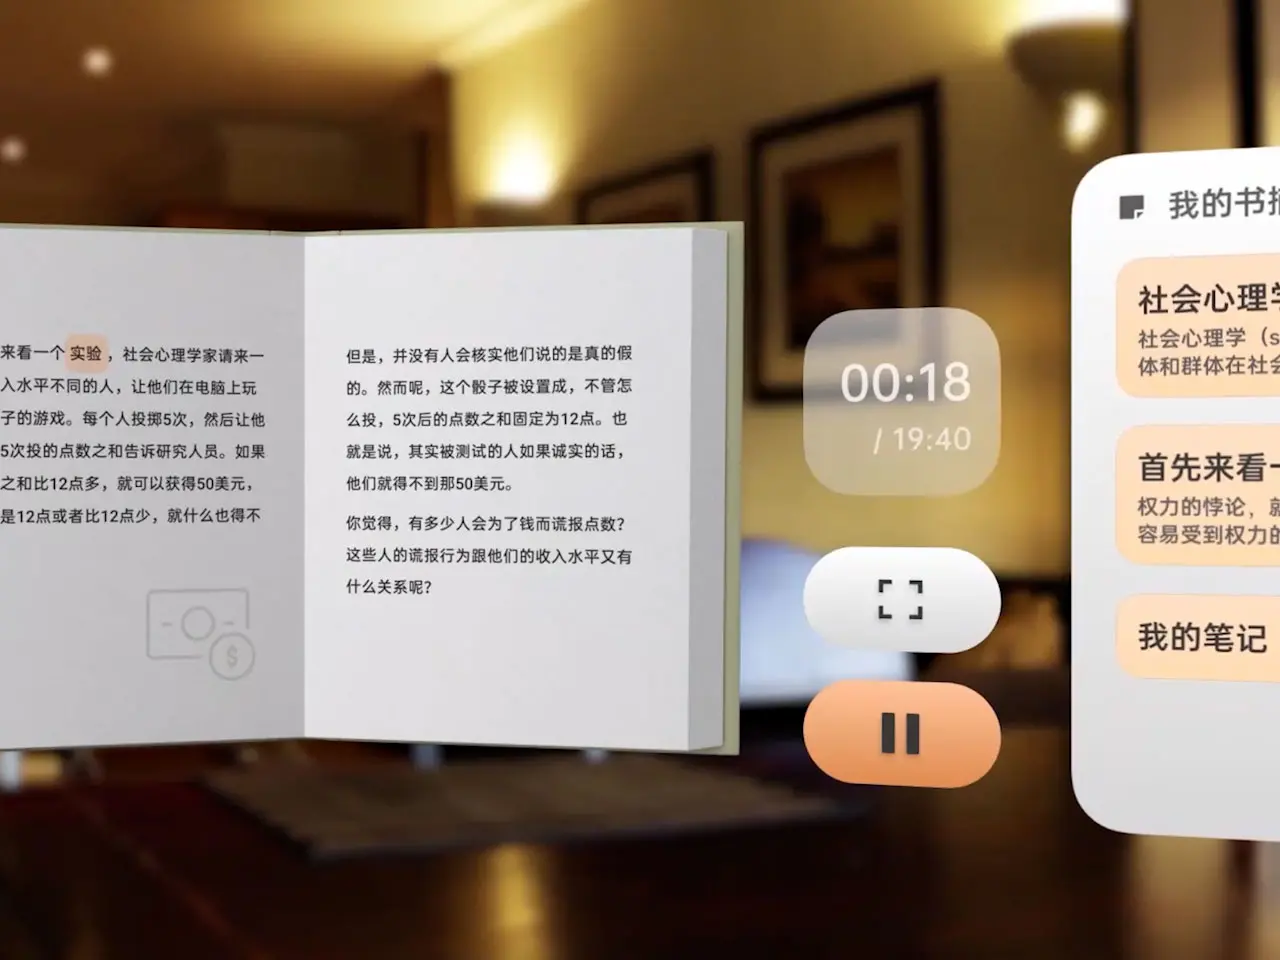 来看一个 实验 ，社会心理学家请来一
入水平不同的人，让他们在电脑上玩
子的游戏。每个人投掷5次，然后让他
5次投的点数之和告诉研究人员。如果
之和比12点多，就可以获得50美元，
是12点或者比12点少，就什么也得不
但是，并没有人会核实他们说的是真的假
的。然而呢，这个骰子被设置成，不管怎
么投，5次后的点数之和固定为12点。也
就是说，其实被测试的人如果诚实的话，
他们就得不到那50美元。
你觉得，有多少人会为了钱而谎报点数？
这些人的谎报行为跟他们的收入水平又有
什么关系呢？
$
00:18
/ 19:40
我的书摘
社会心理学
社会心理学（s
体和群体在社会
首先来看一
权力的悖论，就
容易受到权力的
我的笔记